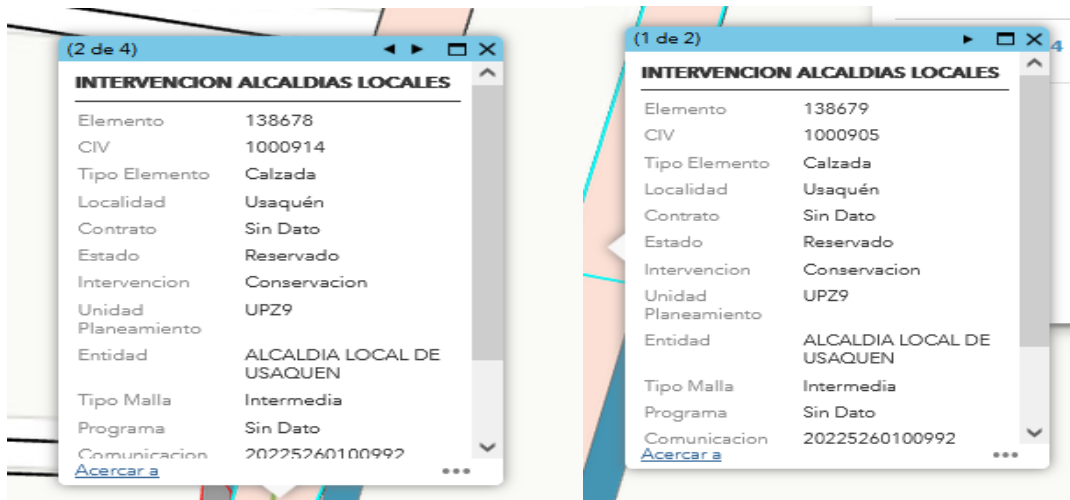 (2 de 4)
INTERVENCION ALCALDIAS LOCALES
Elemento 138678
CIV 1000914
Tipo Elemento Calzada
Localidad Usaquén
Contrato Sin Dato
Estado Reservado
Intervencion Conservacion
Unidad Planeamiento UPZ9
Entidad ALCALDIA LOCAL DE USAQUEN
Tipo Malla Intermedia
Programa Sin Dato
Comunicacion 20225260100992
Acercar a
(1 de 2)
INTERVENCION ALCALDIAS LOCALES
Elemento 138679
CIV 1000905
Tipo Elemento Calzada
Localidad Usaquén
Contrato Sin Dato
Estado Reservado
Intervencion Conservacion
Unidad Planeamiento UPZ9
Entidad ALCALDIA LOCAL DE USAQUEN
Tipo Malla Intermedia
Programa Sin Dato
Comunicacion 20225260100992
Acercar a
4